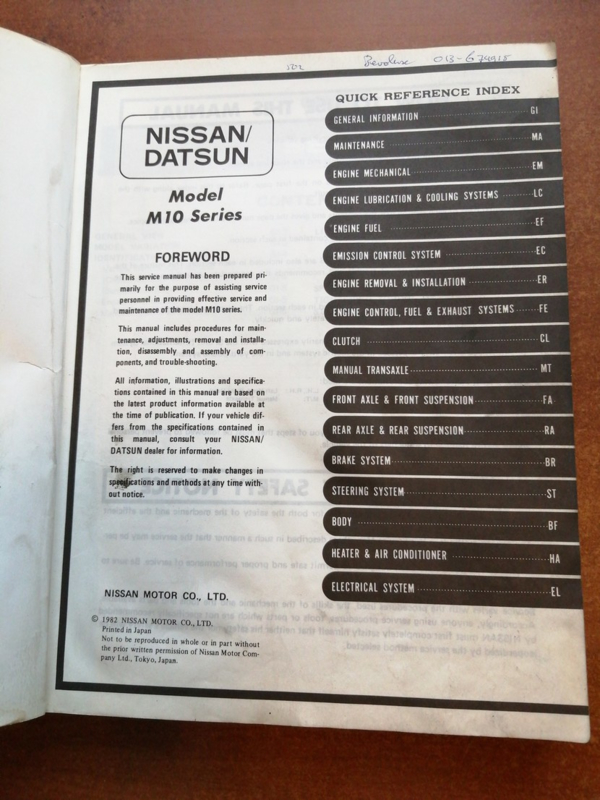 NISSAN/
DATSUN
Model
M10 Series
FOREWORD
This service manual has been prepared pri-
marily for the purpose of assisting service
personnel in providing effective service and
maintenance of the model M10 series.
This manual includes procedures for main-
tenance, adjustments, removal and installa-
tion, disassembly and assembly of com-
ponents, and trouble-shooting.
All information, illustrations and specifica-
tions contained in this manual are based on
the latest product information available at
the time of publication. If your vehicle dif-
fers from the specifications contained in
this manual, consult your NISSAN/
DATSUN dealer for information.
The right is reserved to make changes in
specifications and methods at any time with-
out notice.
NISSAN MOTOR CO., LTD.
© 1982 NISSAN MOTOR CO., LTD.
Printed in Japan
Not to be reproduced in whole or in part without
the prior written permission of Nissan Motor Com-
pany Ltd., Tokyo, Japan.
QUICK REFERENCE INDEX
GENERAL INFORMATION GI
MAINTENANCE MA
ENGINE MECHANICAL EM
ENGINE LUBRICATION & COOLING SYSTEMS LC
ENGINE FUEL EF
EMISSION CONTROL SYSTEM EC
ENGINE REMOVAL & INSTALLATION ER
ENGINE CONTROL, FUEL & EXHAUST SYSTEMS FE
CLUTCH CL
MANUAL TRANSAXLE MT
FRONT AXLE & FRONT SUSPENSION FA
REAR AXLE & REAR SUSPENSION RA
BRAKE SYSTEM BR
STEERING SYSTEM ST
BODY BF
HEATER & AIR CONDITIONER HA
ELECTRICAL SYSTEM EL